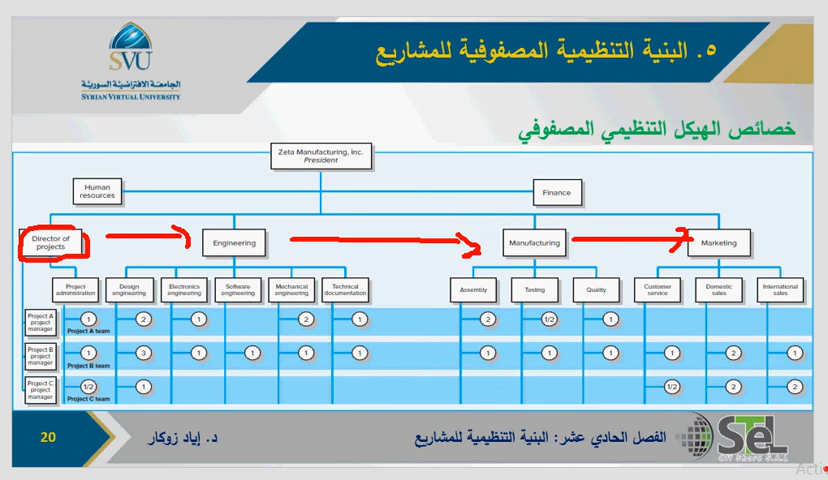 ٥. البنية التنظيمية المصفوفية للمشاريع
SVU
الجامعة الافتراضية السورية
SYRIAN VIRTUAL UNIVERSITY
خصائص الهيكل التنظيمي المصفوفي
Zeta Manufacturing, Inc.
President
Human
resources
Finance
Director of
projects
Engineering
Manufacturing
Marketing
Project
administration
Design
engineering
Electronics
engineering
Software
engineering
Mechanical
engineering
Technical
documentation
Assembly
Testing
Quality
Customer
service
Domestic
sales
International
sales
Project A
project
manager
1 2 1 2 1 2 1/2 1
Project A team
Project B
project
manager
1 3 1 1 1 1 1 1 1 1 2 1
Project B team
Project C
project
manager
1/2 1 1/2 2 2
Project C team
20
د. إياد زوكار
الفصل الحادي عشر: البنية التنظيمية للمشاريع
STeL